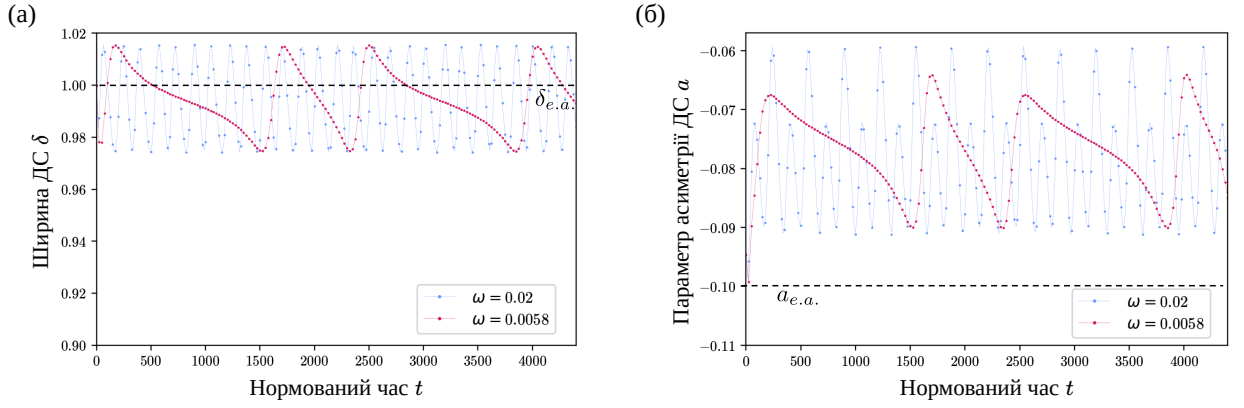 (а)
1.02
1.00
0.98
0.96
0.94
0.92
0.90
Ширина ДС δ
δe.a.
ω = 0.02
ω = 0.0058
0 500 1000 1500 2000 2500 3000 3500 4000
Нормований час t
(б)
−0.06
−0.07
−0.08
−0.09
−0.10
−0.11
Параметр асиметрії ДС a
ae.a.
ω = 0.02
ω = 0.0058
0 500 1000 1500 2000 2500 3000 3500 4000
Нормований час t